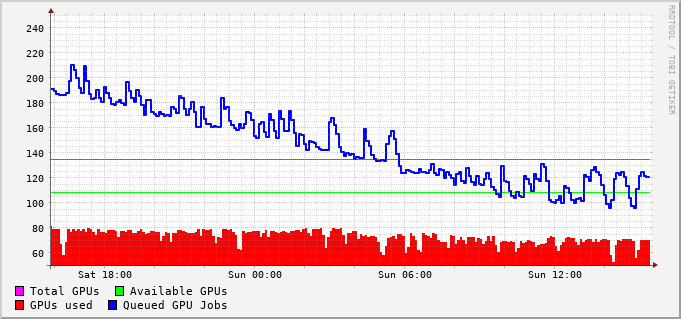 RRDTOOL / TOBI OETIKER
240
220
200
180
160
140
120
100
80
60
Sat 18:00 Sun 00:00 Sun 06:00 Sun 12:00
Total GPUs Available GPUs
GPUs used Queued GPU Jobs